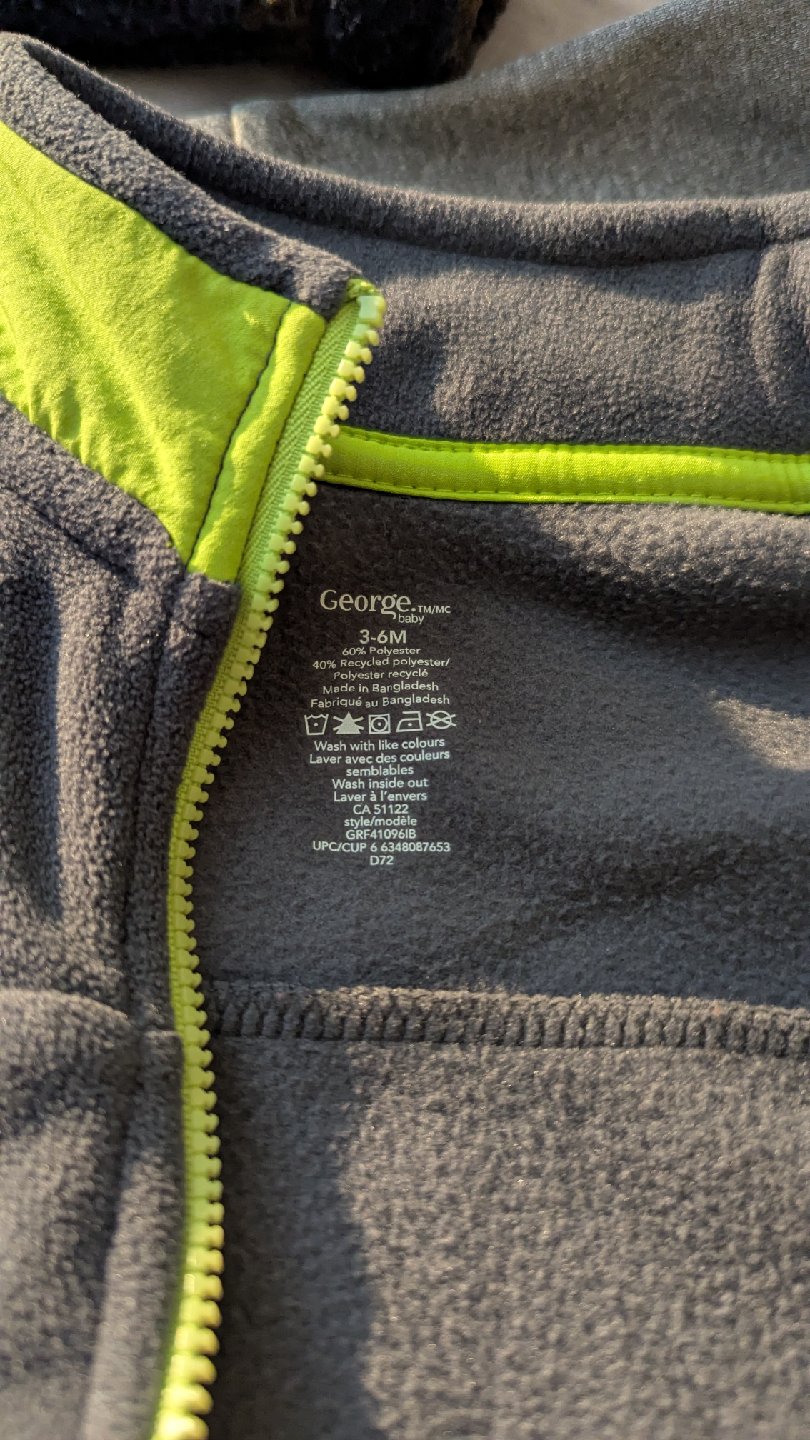 George.TM/MC
baby
3-6M
60% Polyester
40% Recycled polyester/
Polyester recyclé
Made in Bangladesh
Fabriqué au Bangladesh
Wash with like colours
Laver avec des couleurs
semblables
Wash inside out
Laver à l'envers
CA 51122
style/modèle
GRF41096IB
UPC/CUP 6 6348087653
D72